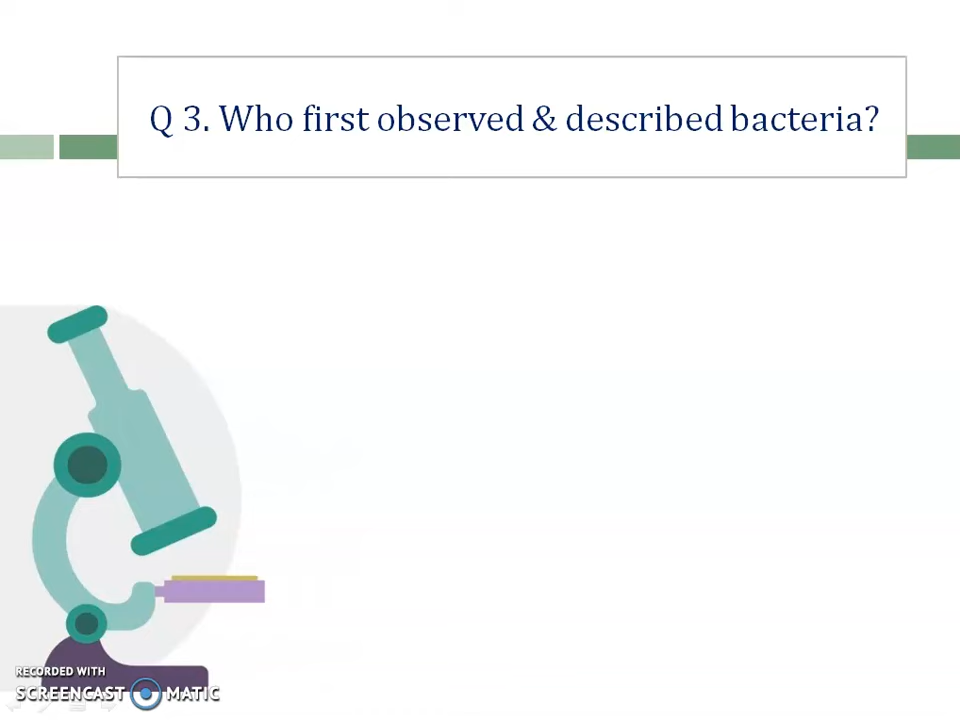 Q 3. Who first observed & described bacteria?
RECORDED WITH
SCREENCAST MATIC